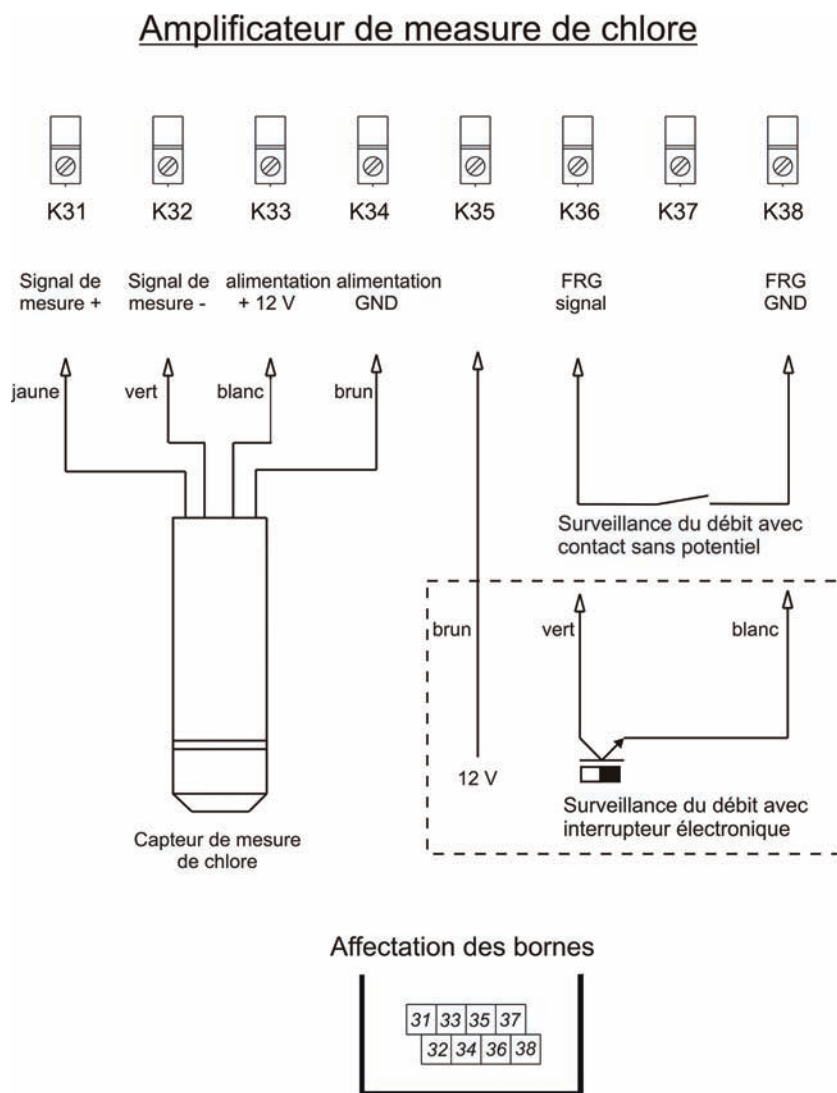 Amplificateur de measure de chlore
K31 K32 K33 K34 K35 K36 K37 K38
Signal de mesure +
Signal de mesure -
alimentation + 12 V
alimentation GND
FRG signal
FRG GND
jaune
vert
blanc
brun
Surveillance du débit avec
contact sans potentiel
brun
vert
blanc
12 V
Surveillance du débit avec
interrupteur électronique
Capteur de mesure
de chlore
Affectation des bornes
31 33 35 37
32 34 36 38